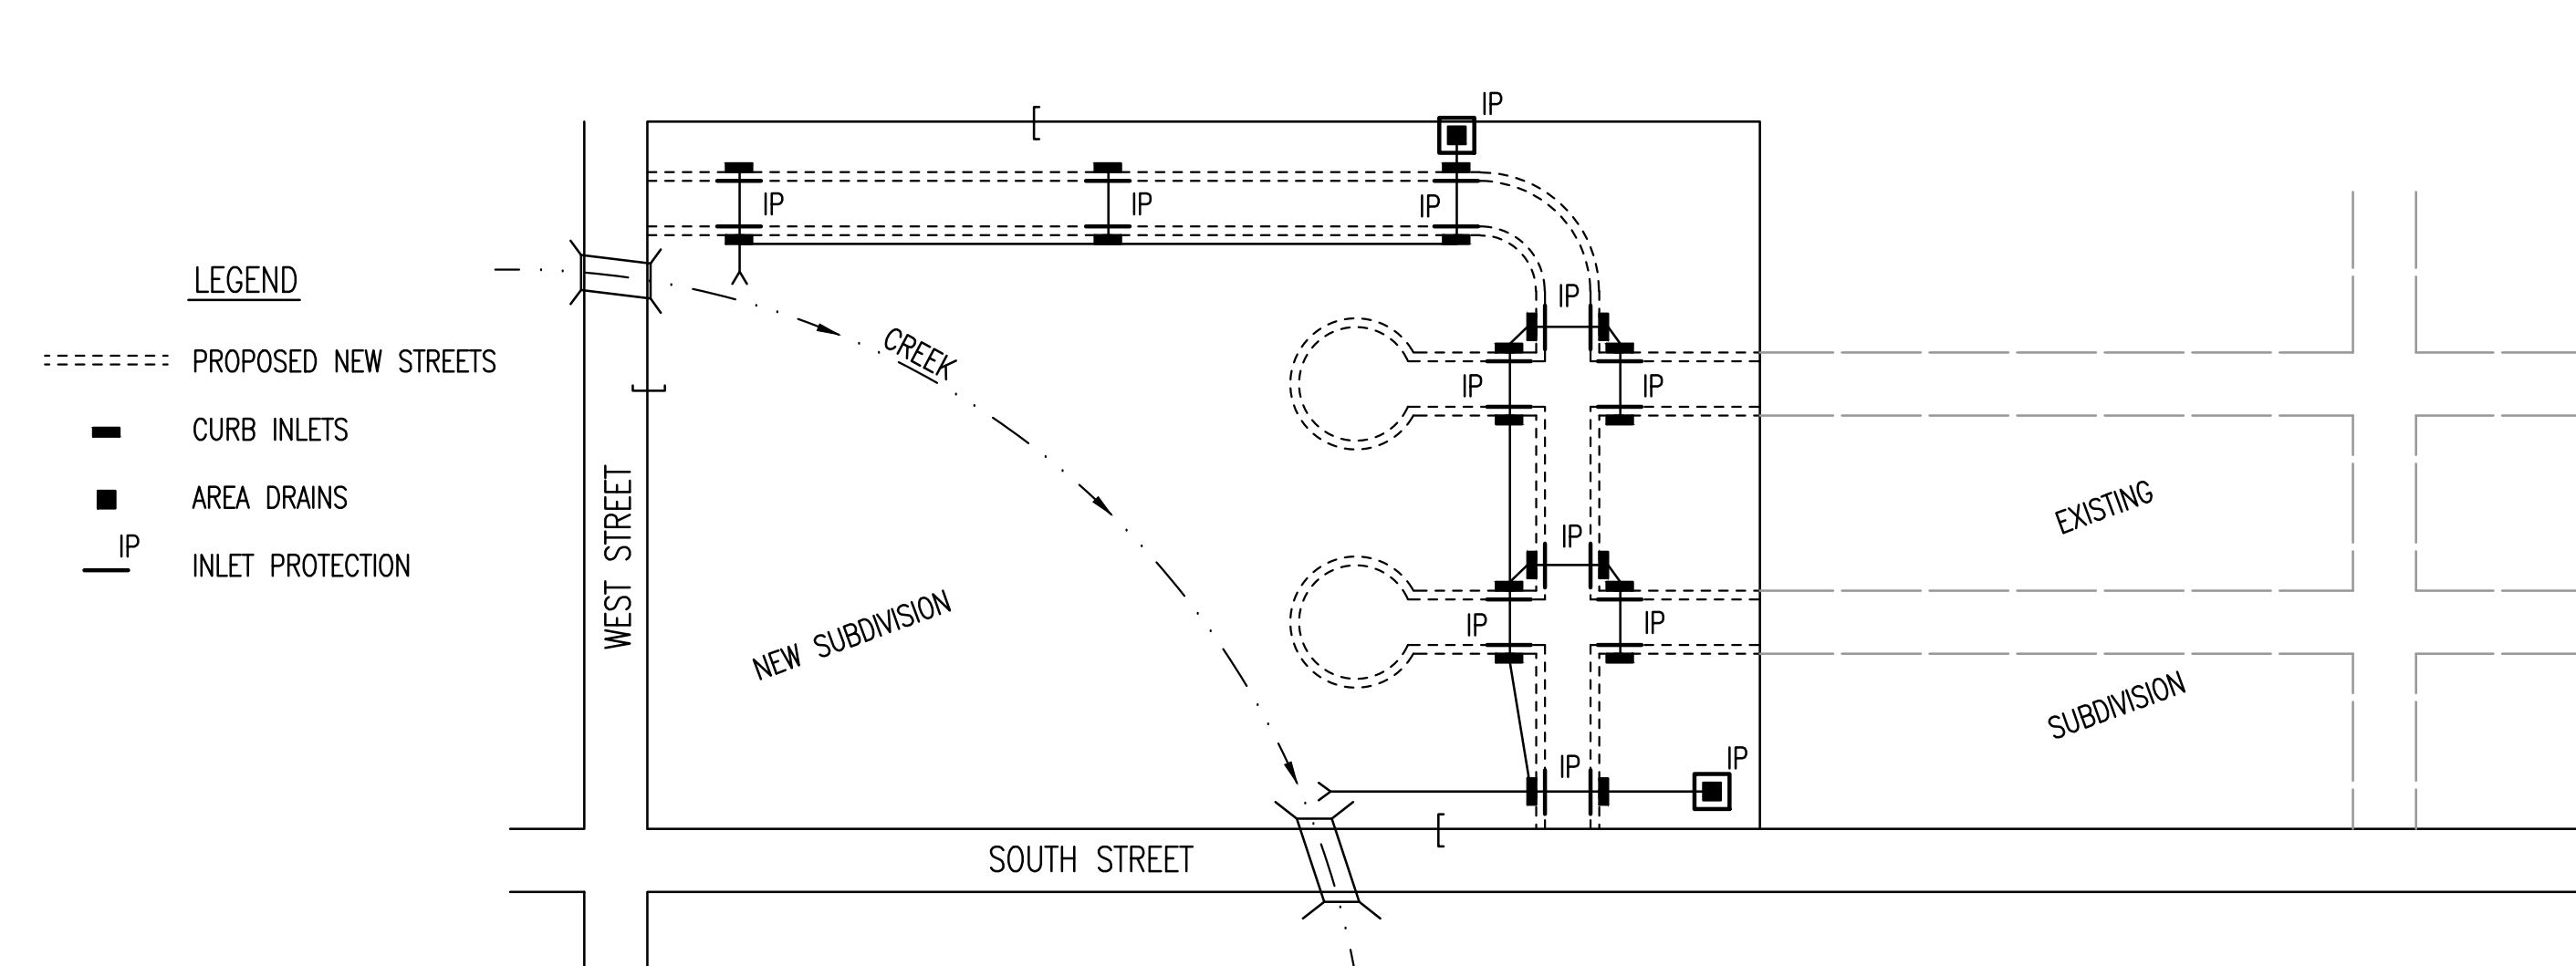 IP
IP
IP
IP
LEGEND
IP
CREEK
PROPOSED NEW STREETS
IP
IP
CURB INLETS
AREA DRAINS
EXISTING
IP
IP
INLET PROTECTION
WEST STREET
NEW SUBDIVISION
IP
IP
SUBDIVISION
IP
IP
SOUTH STREET